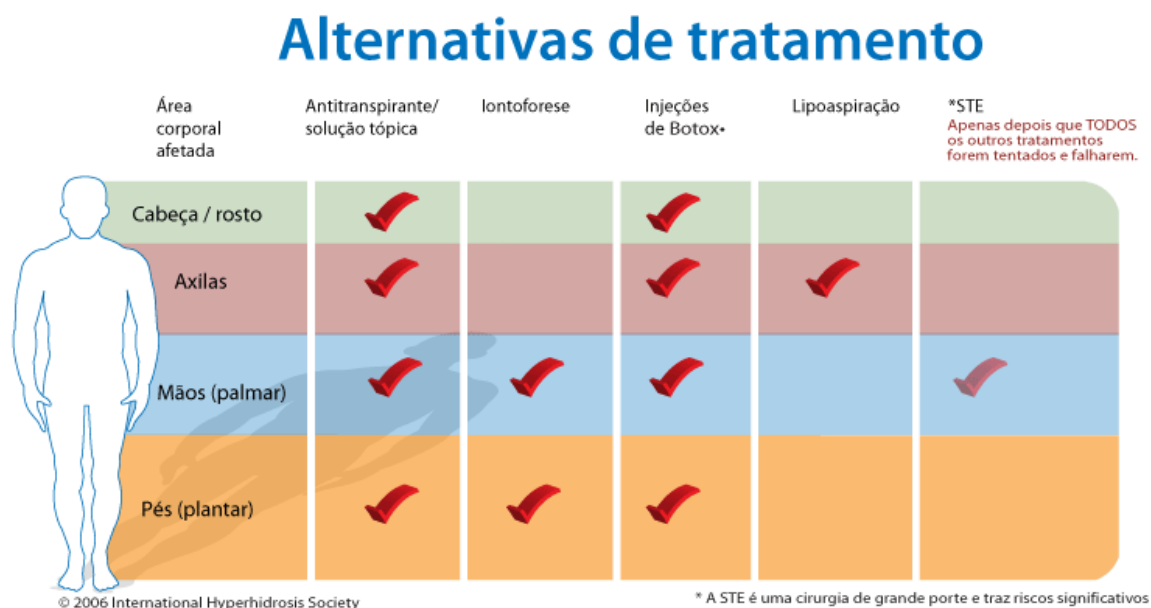 Alternativas de tratamento
Área
corporal
afetada
Antitranspirante/
solução tópica
Iontoforese
Injeções
de Botox•
Lipoaspiração
*STE
Apenas depois que TODOS
os outros tratamentos
forem tentados e falharem.
Cabeça / rosto
Axilas
Mãos (palmar)
Pés (plantar)
© 2006 International Hyperhidrosis Society
* A STE é uma cirurgia de grande porte e traz riscos significativos